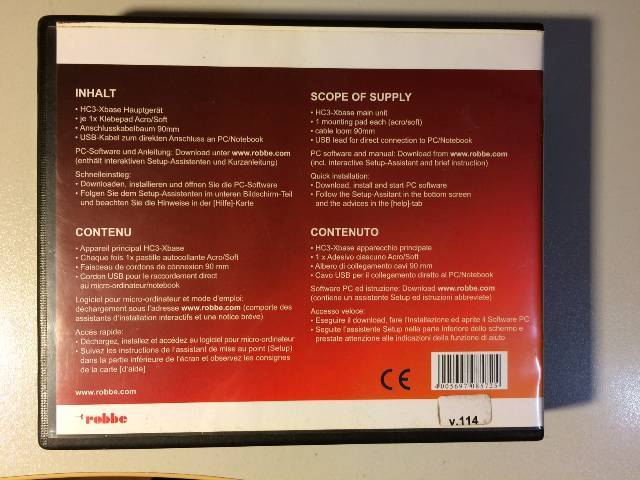 INHALT
• HC3-Xbase Hauptgerät
• je 1x Klebepad Acro/Soft
• Anschlusskabelbaum 90mm
• USB-Kabel zum direkten Anschluss an PC/Notebook
PC-Software und Anleitung: Download unter www.robbe.com
(enthält interaktiven Setup-Assistenten und Kurzanleitung)
Schnelleinstieg:
• Downloaden, installieren und öffnen Sie die PC-Software
• Folgen Sie dem Setup-Assistenten im unteren Bildschirm-Teil
und beachten Sie die Hinweise in der [Hilfe]-Karte
SCOPE OF SUPPLY
• HC3-Xbase main unit
• 1 mounting pad each (acro/soft)
• cable loom 90mm
• USB lead for direct connection to PC/Notebook
PC software and manual: Download from www.robbe.com
(incl. interactive Setup-Assistant and brief instruction)
Quick installation:
• Download, install and start PC software
• Follow the Setup-Assitant in the bottom screen
and the advices in the [help]-tab
CONTENU
• Appareil principal HC3-Xbase
• Chaque fois 1x pastille autocollante Acro/Soft
• Faisceau de cordons de connexion 90 mm
• Cordon USB pour le raccordement direct
au micro-ordinateur/notebook
Logiciel pour micro-ordinateur et mode d'emploi:
déchargement sous l'adresse www.robbe.com (comporte des
assistants d'installation interactifs et une notice brève)
Accès rapide:
• Déchargez, installez et accédez au logiciel pour micro-ordinateur
• Suivez les instructions de l'assistant de mise au point (Setup)
dans la partie inférieure de l'écran et observez les consignes
de la carte [d'aide]
www.robbe.com
CONTENUTO
• HC3-Xbase apparecchio principale
• 1 x Adesivo ciascuno Acro/Soft
• Albero di collegamento cavi 90 mm
• Cavo USB per il collegamento diretto al PC/Notebook
Software PC ed istruzione: Download www.robbe.com
(contiene un assistente Setup ed istruzioni abbreviate)
Accesso veloce:
• Eseguire il download, fare l'Installazione ed aprite il Software PC
• Seguite l'assistente Setup nella parte inferiore dello schermo e
prestate attenzione alle indicazioni della funzione di aiuto
CE
4 005697 085725
robbe
v.114